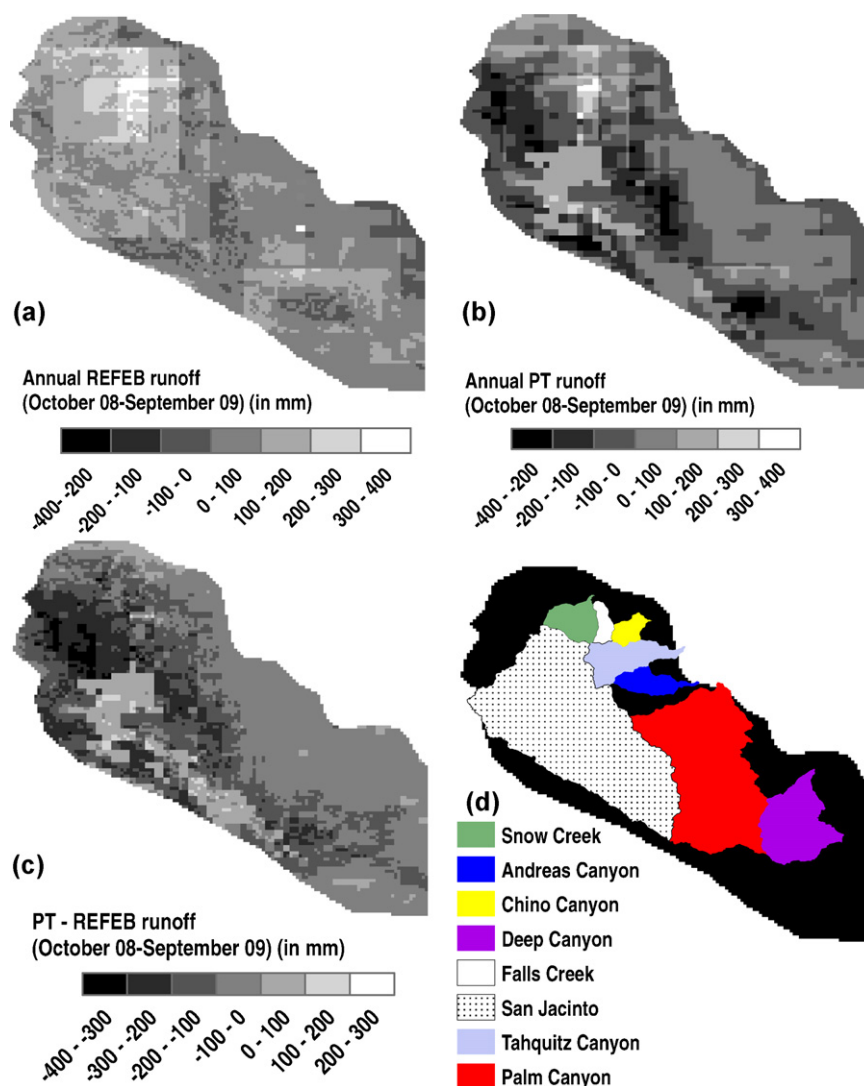 (a)
Annual REFEB runoff
(October 08-September 09) (in mm)
-400 - -200
-200 - -100
-100 - 0
0 - 100
100 - 200
200 - 300
300 - 400
(b)
Annual PT runoff
(October 08-September 09) (in mm)
-400 - -200
-200 - -100
-100 - 0
0 - 100
100 - 200
200 - 300
300 - 400
(c)
PT - REFEB runoff
(October 08-September 09) (in mm)
-400 - -300
-300 - -200
-200 - -100
-100 - 0
0 - 100
100 - 200
200 - 300
(d)
Snow Creek
Andreas Canyon
Chino Canyon
Deep Canyon
Falls Creek
San Jacinto
Tahquitz Canyon
Palm Canyon